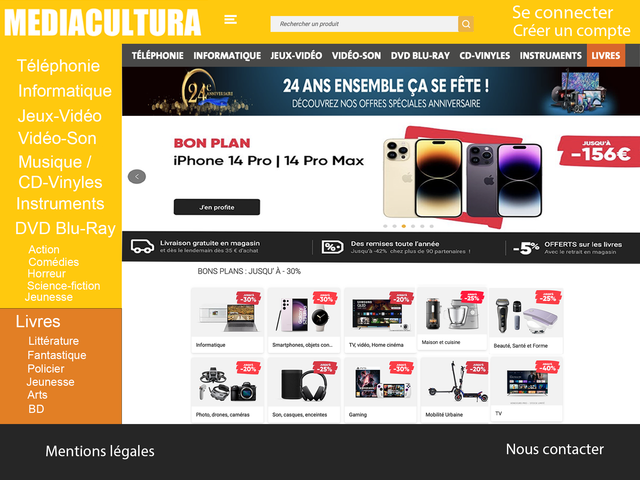 MEDIACULTURA
Rechercher un produit
Se connecter
Créer un compte
TÉLÉPHONIE INFORMATIQUE JEUX-VIDÉO VIDÉO-SON DVD BLU-RAY CD-VINYLES INSTRUMENTS LIVRES
Téléphonie
Informatique
Jeux-Vidéo
Vidéo-Son
Musique /
CD-Vinyles
Instruments
DVD Blu-Ray
Action
Comédies
Horreur
Science-fiction
Jeunesse
Livres
Littérature
Fantastique
Policier
Jeunesse
Arts
BD
24e
ANNIVERSAIRE
24 ANS ENSEMBLE ÇA SE FÊTE !
DÉCOUVREZ NOS OFFRES SPÉCIALES ANNIVERSAIRE
BON PLAN
iPhone 14 Pro | 14 Pro Max
J'en profite
JUSQU'À
-156€
Livraison gratuite en magasin
et dès le lendemain dès 35 € d'achat
Des remises toute l'année
Jusqu'à -42% chez plus de 90 partenaires !
-5% OFFERTS sur les livres
Avec le retrait en magasin
BONS PLANS : JUSQU' À - 30%
-30%
-30%
-20%
-25%
-25%
Informatique
Smartphones, objets con...
TV, vidéo, Home cinéma
Maison et cuisine
Beauté, Santé et Forme
-20%
-25%
-30%
-20%
-40%
Photo, drones, caméras
Son, casques, enceintes
Gaming
Mobilité Urbaine
TV
Mentions légales
Nous contacter